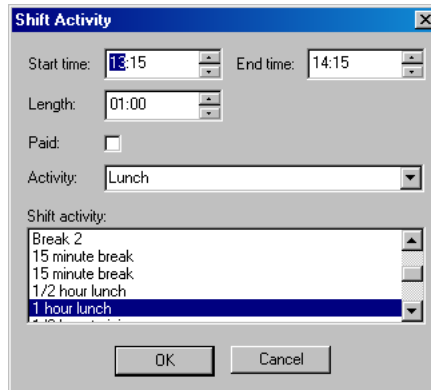 Shift Activity
Start time: 13:15 End time: 14:15
Length: 01:00
Paid:
Activity: Lunch
Shift activity:
Break 2
15 minute break
15 minute break
1/2 hour lunch
1 hour lunch
OK Cancel